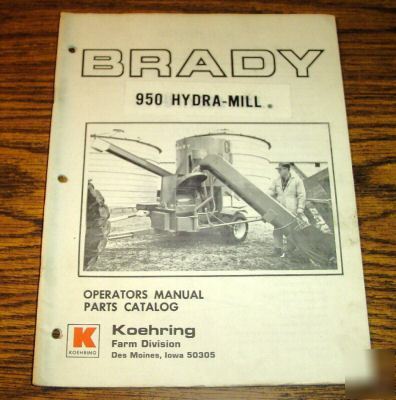 BRADY
950 HYDRA-MILL
OPERATORS MANUAL
PARTS CATALOG
K
KOEHRING
Koehring
Farm Division
Des Moines, Iowa 50305